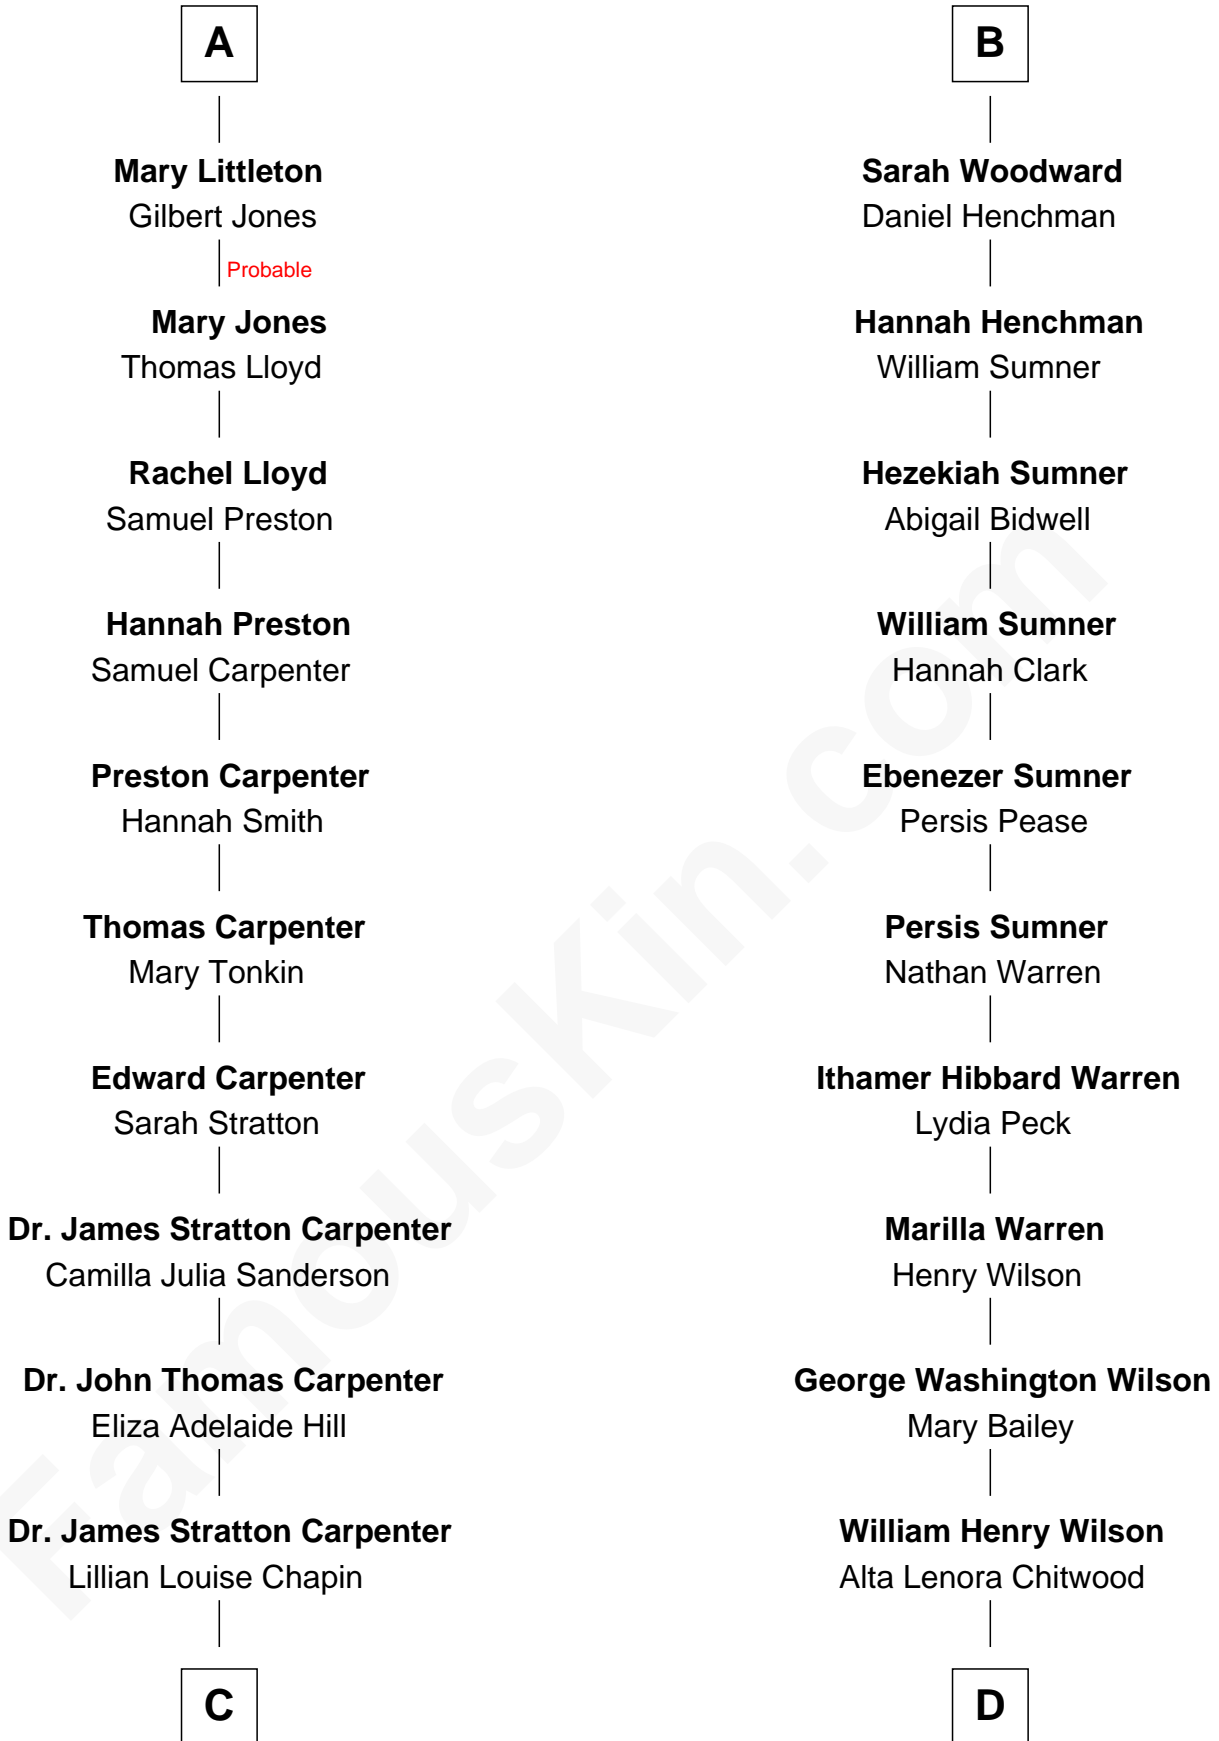 A
Mary Littleton
Gilbert Jones
Probable
Mary Jones
Thomas Lloyd
Rachel Lloyd
Samuel Preston
Hannah Preston
Samuel Carpenter
Preston Carpenter
Hannah Smith
Thomas Carpenter
Mary Tonkin
Edward Carpenter
Sarah Stratton
Dr. James Stratton Carpenter
Camilla Julia Sanderson
Dr. John Thomas Carpenter
Eliza Adelaide Hill
Dr. James Stratton Carpenter
Lillian Louise Chapin
C
B
Sarah Woodward
Daniel Henchman
Hannah Henchman
William Sumner
Hezekiah Sumner
Abigail Bidwell
William Sumner
Hannah Clark
Ebenezer Sumner
Persis Pease
Persis Sumner
Nathan Warren
Ithamer Hibbard Warren
Lydia Peck
Marilla Warren
Henry Wilson
George Washington Wilson
Mary Bailey
William Henry Wilson
Alta Lenora Chitwood
D
FamousKin.com